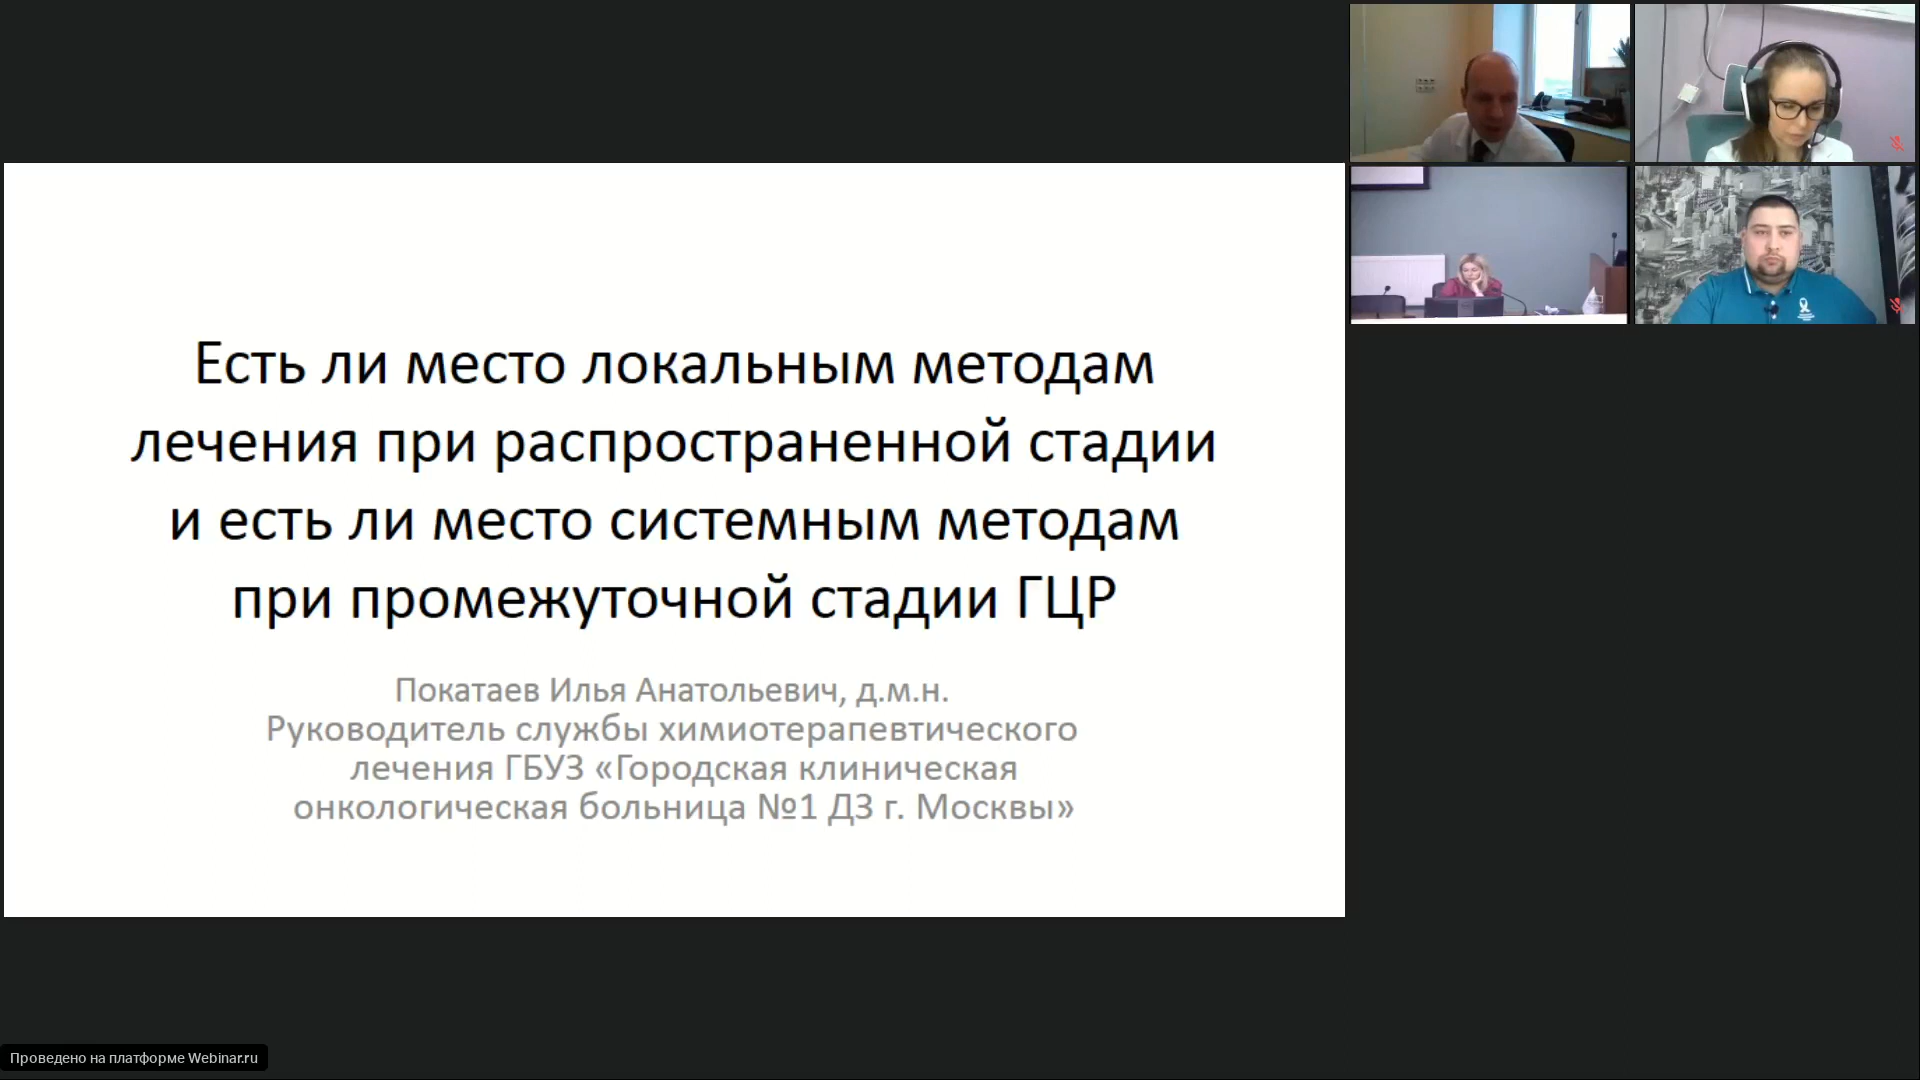 Есть ли место локальным методам
лечения при распространенной стадии
и есть ли место системным методам
при промежуточной стадии ГЦР
Покатаев Илья Анатольевич, д.м.н.
Руководитель службы химиотерапевтического
лечения ГБУЗ «Городская клиническая
онкологическая больница №1 ДЗ г. Москвы»
Проведено на платформе Webinar.ru